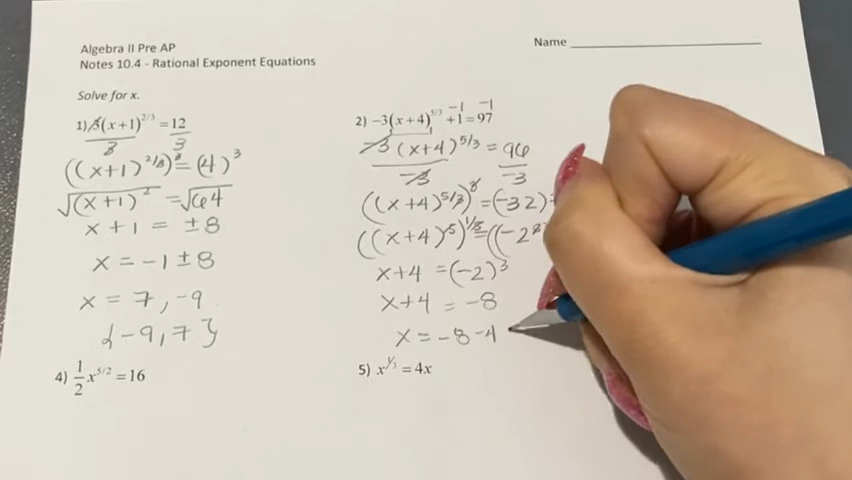 Algebra II Pre AP
Name
Notes 10.4 - Rational Exponent Equations
Solve for x.
1) 3(x+1)^2/3 = 12
3 3
((x+1)^2/3)^3 = (4)^3
√(x+1)^2 = √64
x + 1 = ±8
x = -1 ± 8
x = 7, -9
{-9, 7}
2) -3(x+4)^5/3 + 1 = 97
-1 -1
-3 (x+4)^5/3 = 96
-3 -3
((x+4)^5/3)^3 = (-32)
((x+4)^5)^1/5 = ((-2
x+4 = (-2)^3
x+4 = -8
x = -8-4
4) 1/2 x^5/2 = 16
5) x^1/3 = 4x